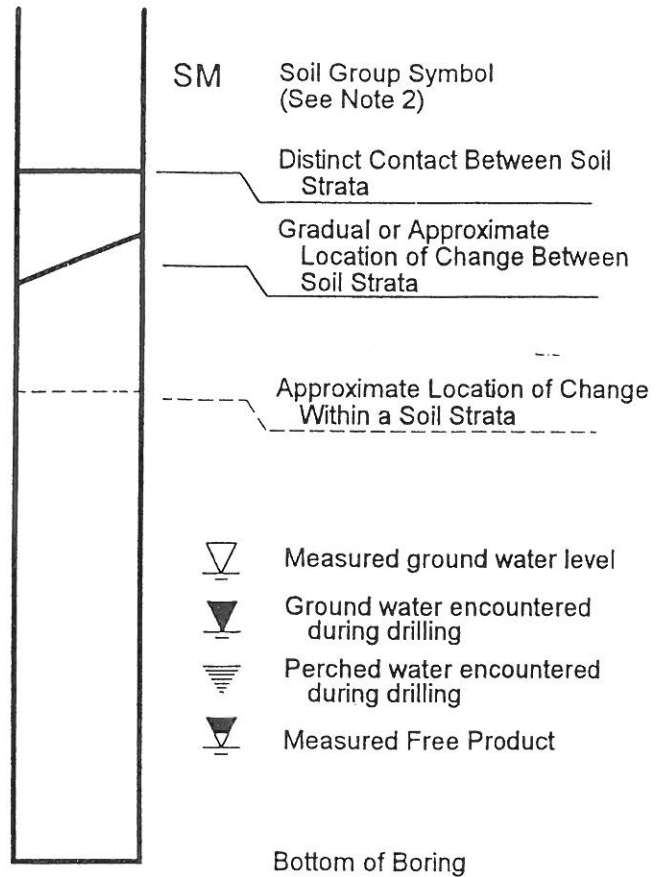 SM Soil Group Symbol
(See Note 2)
Distinct Contact Between Soil
Strata
Gradual or Approximate
Location of Change Between
Soil Strata
Approximate Location of Change
Within a Soil Strata
Measured ground water level
Ground water encountered
during drilling
Perched water encountered
during drilling
Measured Free Product
Bottom of Boring